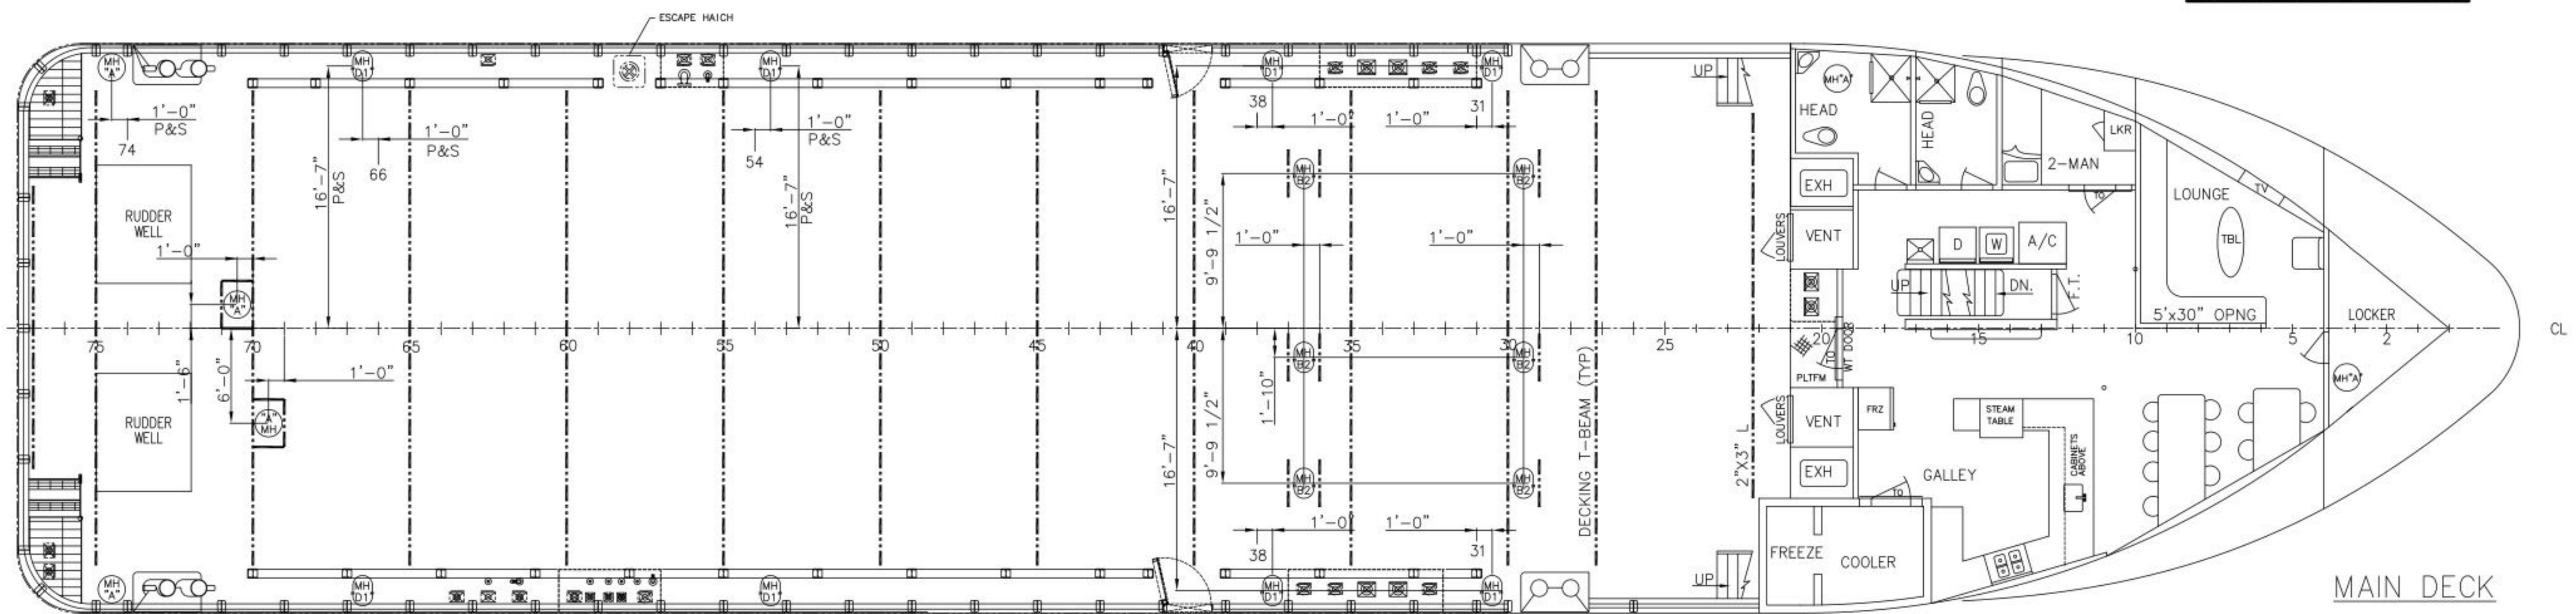 ESCAPE HAICH
MH "A"
MH D1
MH D1
MH D1
MH D1
1'-0" P&S
74
1'-0" P&S
66
1'-0" P&S
54
16'-7" P&S
16'-7" P&S
16'-7"
38
1'-0"
1'-0"
31
UP
HEAD
MH"A"
HEAD
LKR
2-MAN
TO
LOUNGE
TV
TBL
MH B2
MH B2
9'-9 1/2"
1'-0"
1'-0"
RUDDER WELL
1'-0"
MH "A"
EXH
LOUVERS
VENT
D
W
A/C
UP
DN.
F.T.
5'x30" OPNG
LOCKER
CL
75
70
65
60
55
50
45
40
35
30
25
20
15
10
5
2
1'-6"
6'-0"
1'-0"
"A" MH
RUDDER WELL
MH B2
MH B2
1'-10"
9'-9 1/2"
16'-7"
MH B2
MH B2
DECKING T-BEAM (TYP)
2"X3" L
TO
WT DOOR
PLTFM
LOUVERS
VENT
FRZ
EXH
STEAM TABLE
CABINETS ABOVE
GALLEY
TO
MH"A"
38
1'-0"
1'-0"
31
UP
FREEZE
COOLER
MH "A"
MH D1
MH D1
MH D1
MH D1
MAIN DECK